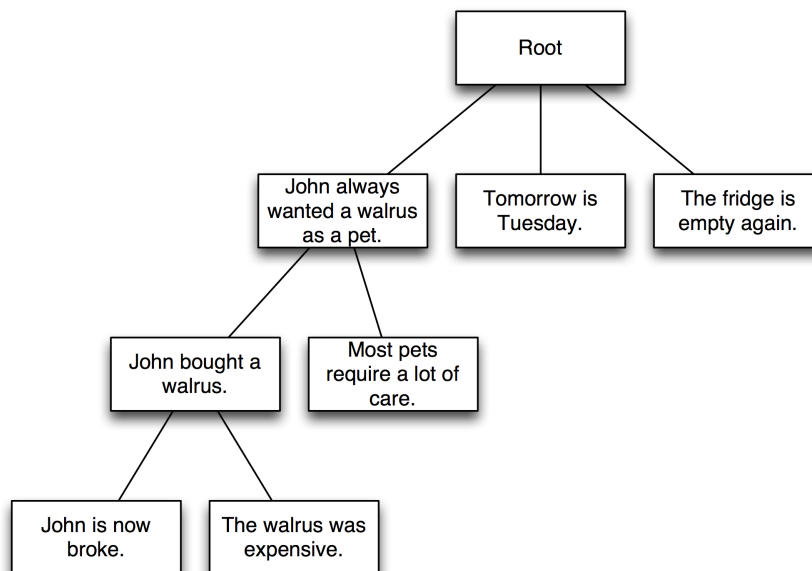 Root
John always
wanted a walrus
as a pet.
Tomorrow is
Tuesday.
The fridge is
empty again.
John bought a
walrus.
Most pets
require a lot of
care.
John is now
broke.
The walrus was
expensive.